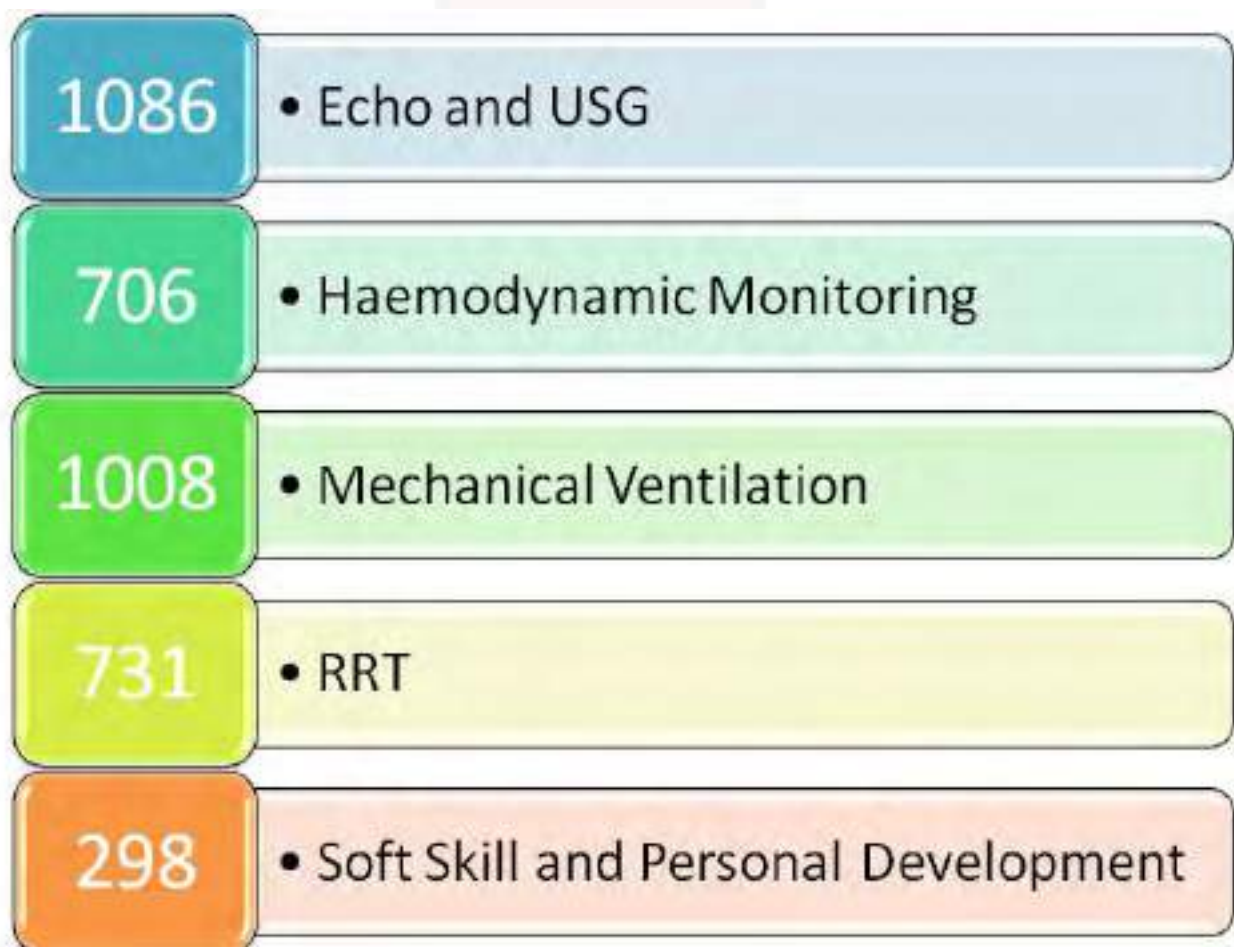 1086 • Echo and USG
706 • Haemodynamic Monitoring
1008 • Mechanical Ventilation
731 • RRT
298 • Soft Skill and Personal Development